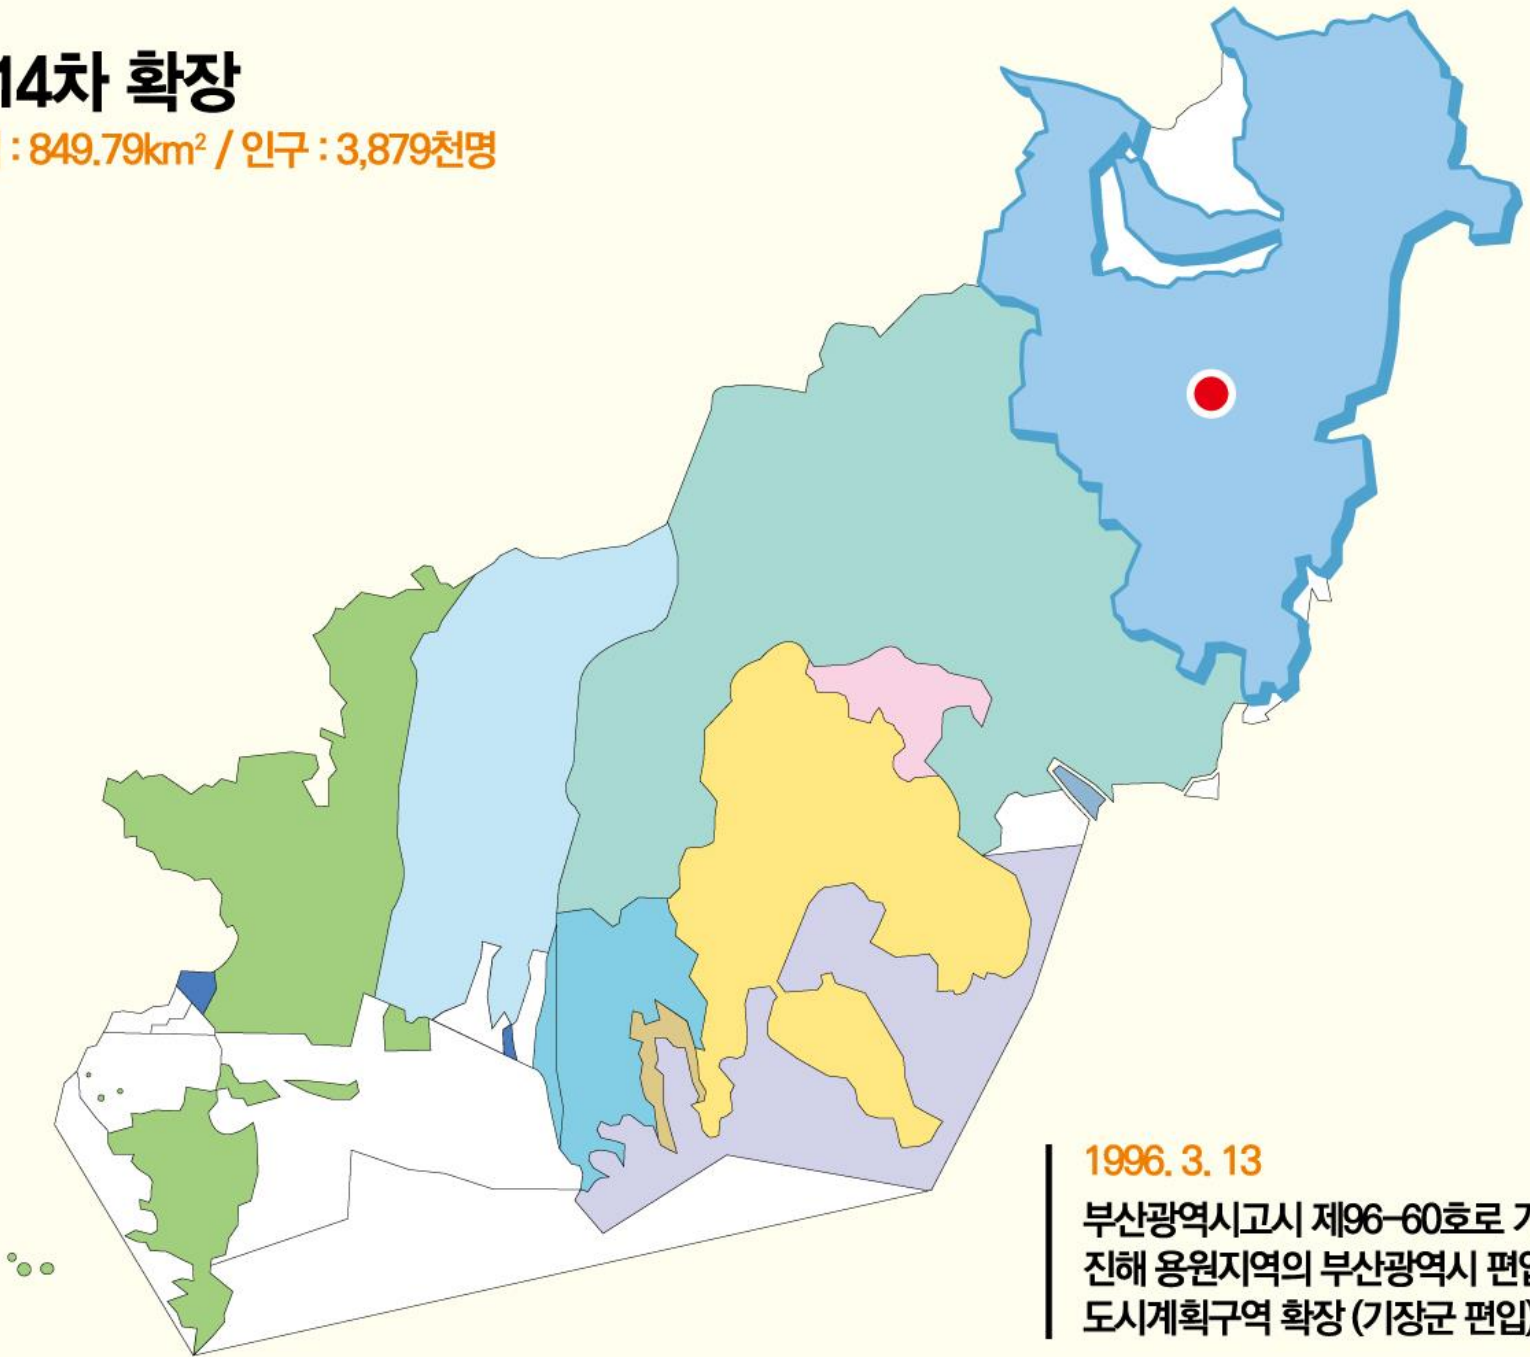 14차 확장
: 849.79km² / 인구 : 3,879천명
1996. 3. 13
부산광역시고시 제96-60호로
진해 용원지역의 부산광역시
도시계획구역 확장 (기장군 편입)